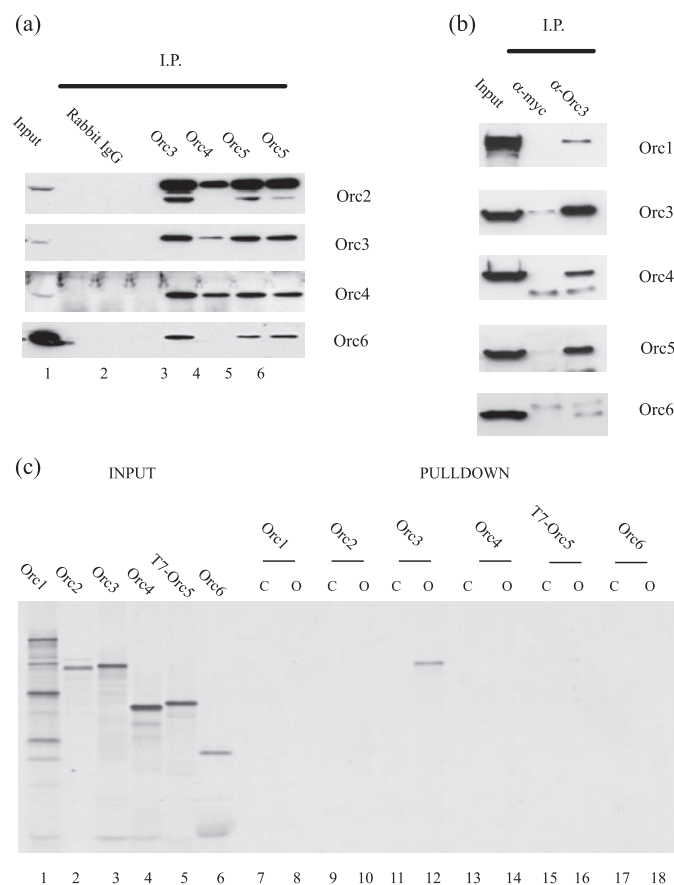 (a)
I.P.
Input
Rabbit IgG
Orc3
Orc4
Orc5
Orc5
Orc2
Orc3
Orc4
Orc6
1 2 3 4 5 6
(b)
I.P.
Input
α-myc
α-Orc3
Orc1
Orc3
Orc4
Orc5
Orc6
(c)
INPUT
PULLDOWN
Orc1
Orc2
Orc3
Orc4
T7-Orc5
Orc6
Orc1
Orc2
Orc3
Orc4
T7-Orc5
Orc6
C O C O C O C O C O C O
1 2 3 4 5 6 7 8 9 10 11 12 13 14 15 16 17 18